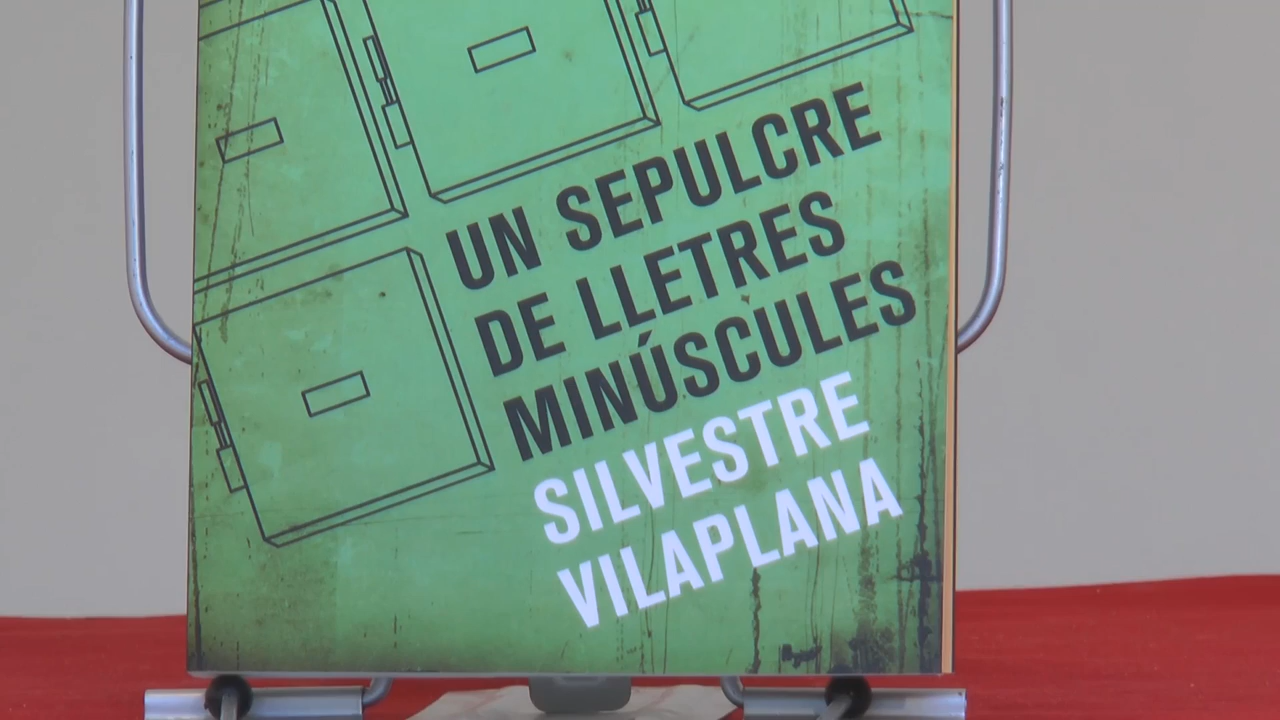 UN SEPULCRE
DE LLETRES
MINÚSCULES
SILVESTRE
VILAPLANA